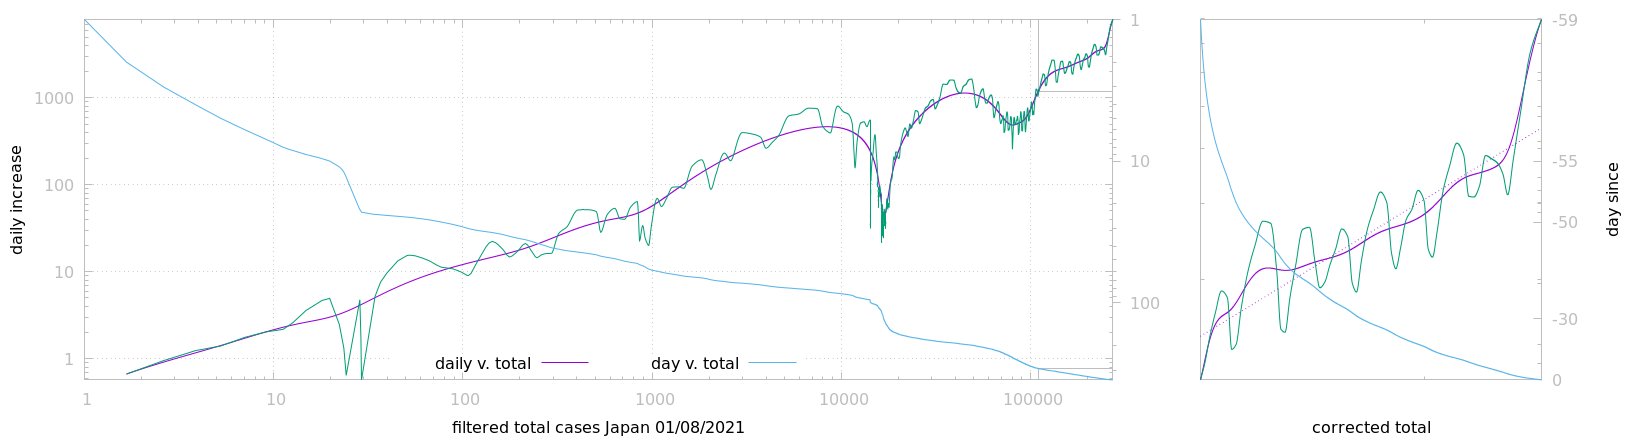 daily increase
1000
100
10
1
daily v. total
day v. total
1 10 100 1000 10000 100000
filtered total cases Japan 01/08/2021
1
10
100
-59
-55
-50
-30
0
day since
corrected total